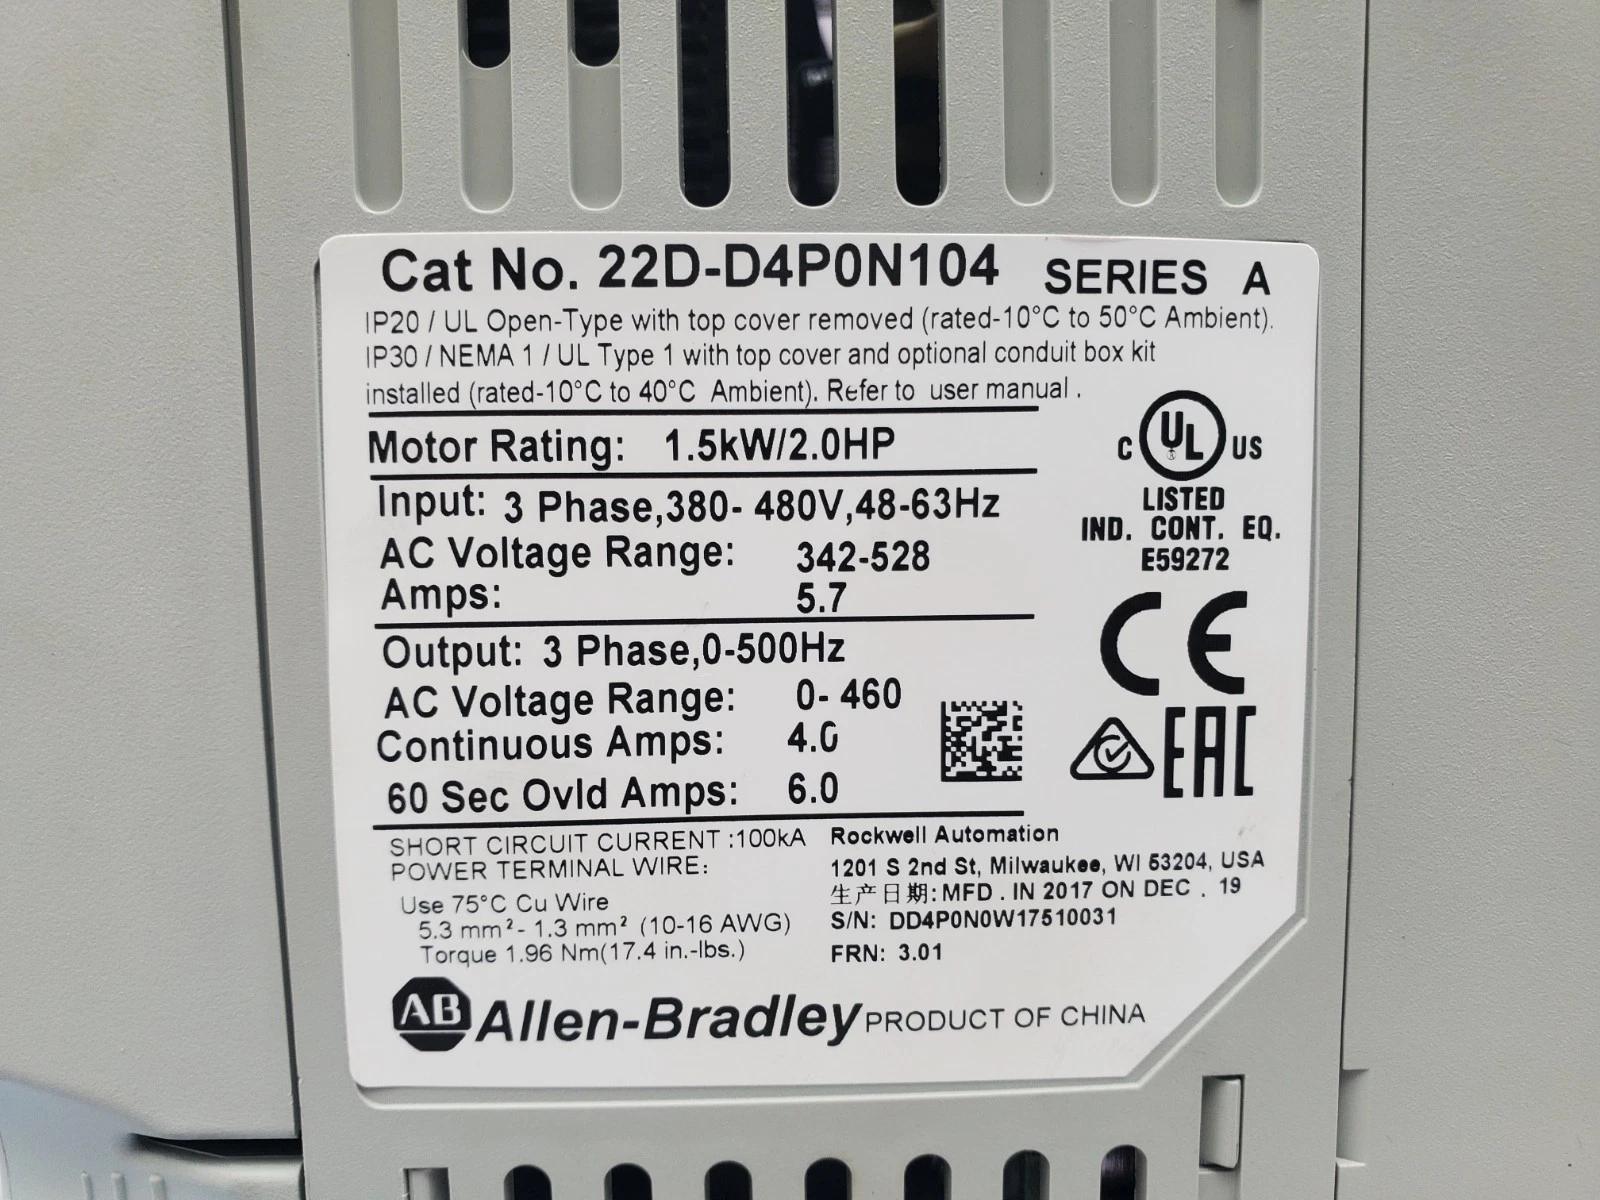 Cat No. 22D-D4P0N104 SERIES A
IP20 / UL Open-Type with top cover removed (rated-10°C to 50°C Ambient).
IP30 / NEMA 1 / UL Type 1 with top cover and optional conduit box kit
installed (rated-10°C to 40°C Ambient). Refer to user manual .
Motor Rating: 1.5kW/2.0HP
Input: 3 Phase,380- 480V,48-63Hz
AC Voltage Range: 342-528
Amps: 5.7
Output: 3 Phase,0-500Hz
AC Voltage Range: 0- 460
Continuous Amps: 4.0
60 Sec Ovld Amps: 6.0
C UL US
LISTED
IND. CONT. EQ.
E59272
CE
EAC
SHORT CIRCUIT CURRENT :100kA
POWER TERMINAL WIRE:
Use 75°C Cu Wire
5.3 mm²- 1.3 mm² (10-16 AWG)
Torque 1.96 Nm(17.4 in.-lbs.)
Rockwell Automation
1201 S 2nd St, Milwaukee, WI 53204, USA
生产日期:MFD . IN 2017 ON DEC . 19
S/N: DD4P0N0W17510031
FRN: 3.01
AB Allen-Bradley PRODUCT OF CHINA